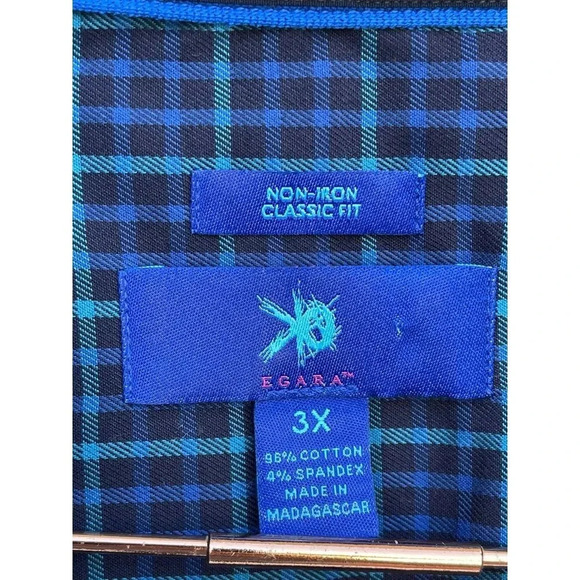 NON-IRON
CLASSIC FIT
EGARA™
3X
96% COTTON
4% SPANDEX
MADE IN
MADAGASCAR